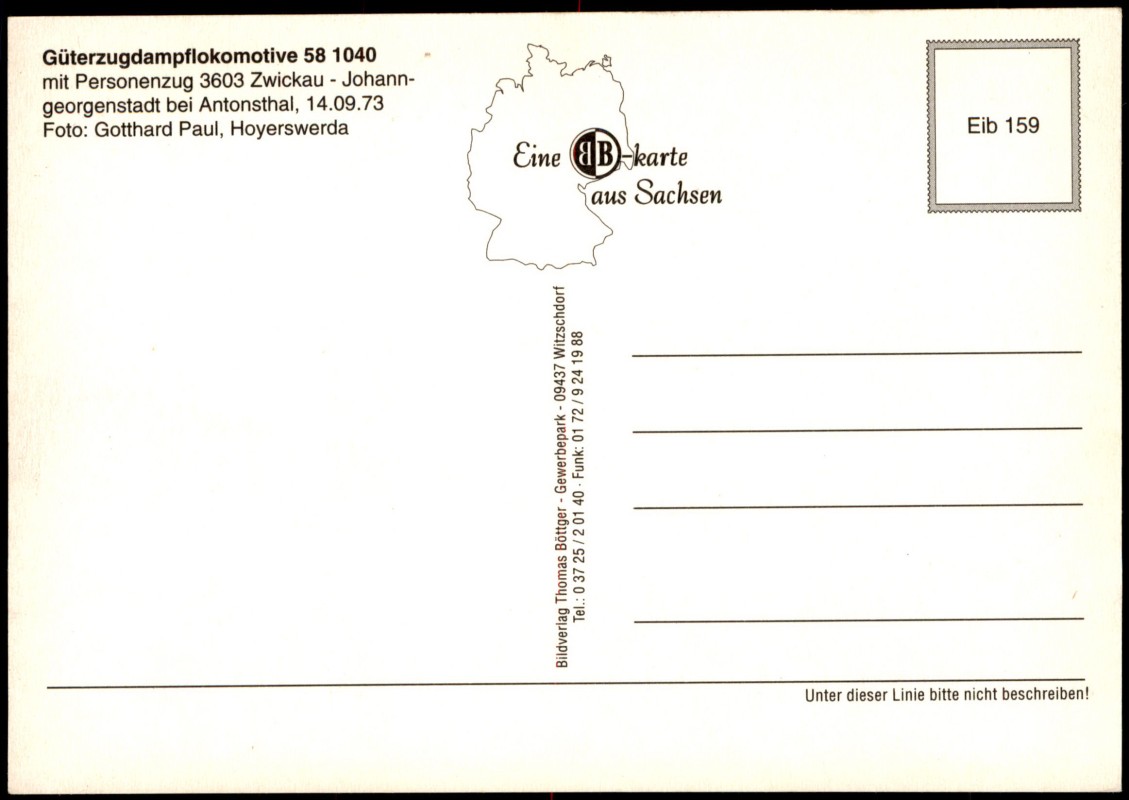 Güterzugdampflokomotive 58 1040
mit Personenzug 3603 Zwickau - Johann-
georgenstadt bei Antonsthal, 14.09.73
Foto: Gotthard Paul, Hoyerswerda
Eine BB-karte
aus Sachsen
Eib 159
Bildverlag Thomas Böttger - Gewerbepark - 09437 Witzschdorf
Tel.: 0 37 25 / 2 01 40 · Funk: 01 72 / 9 24 19 88
Unter dieser Linie bitte nicht beschreiben!